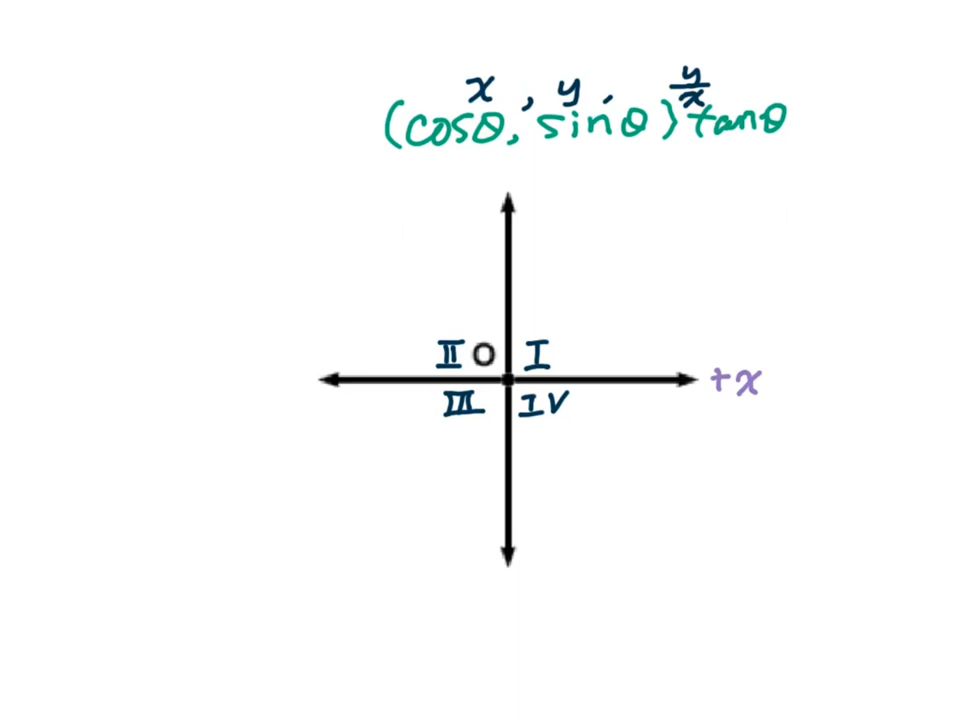 x , y , y/x
(cosθ, sinθ) tanθ
II O I
+x
III IV